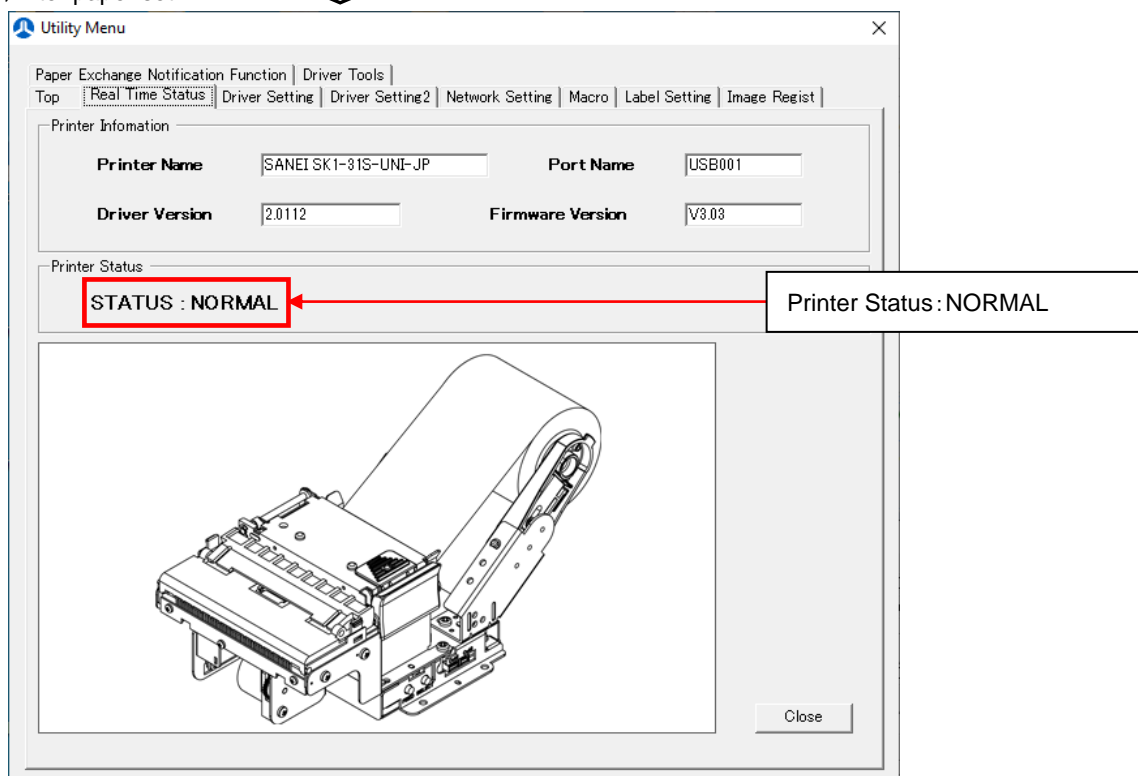 Utility Menu
Paper Exchange Notification Function | Driver Tools
Top | Real Time Status | Driver Setting | Driver Setting2 | Network Setting | Macro | Label Setting | Image Regist
Printer Infomation
Printer Name SANEI SK1-31S-UNI-JP Port Name USB001
Driver Version 2.0112 Firmware Version V3.03
Printer Status
STATUS : NORMAL
Printer Status：NORMAL
Close